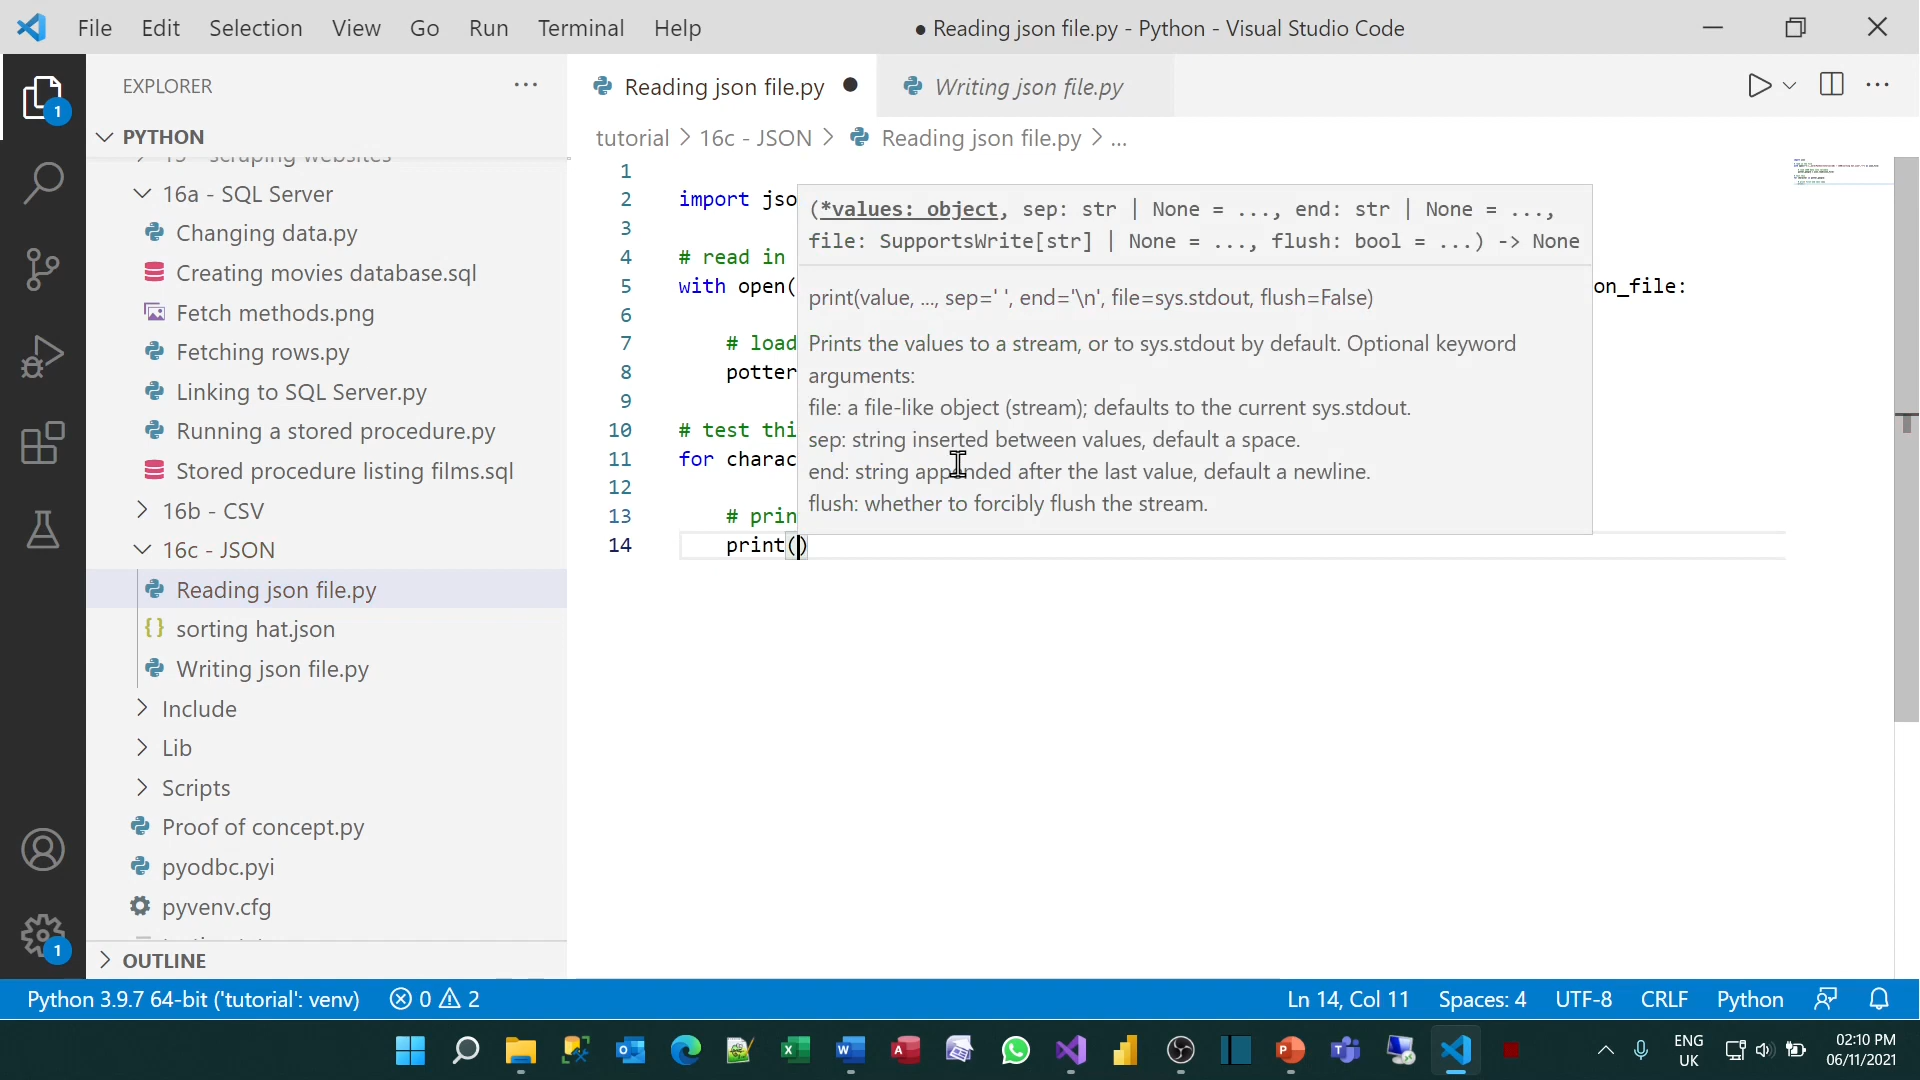 File Edit Selection View Go Run Terminal Help
● Reading json file.py - Python - Visual Studio Code
EXPLORER
PYTHON
15 - scraping websites
16a - SQL Server
Changing data.py
Creating movies database.sql
Fetch methods.png
Fetching rows.py
Linking to SQL Server.py
Running a stored procedure.py
Stored procedure listing films.sql
16b - CSV
16c - JSON
Reading json file.py
sorting hat.json
Writing json file.py
Include
Lib
Scripts
Proof of concept.py
pyodbc.pyi
pyvenv.cfg
OUTLINE
1
1
Reading json file.py
Writing json file.py
tutorial > 16c - JSON > Reading json file.py > ...
1
2 import jso
3
4 # read in
5 with open( on_file:
6
7 # load
8 potter
9
10 # test thi
11 for charac
12
13 # prin
14 print()
(*values: object, sep: str | None = ..., end: str | None = ...,
file: SupportsWrite[str] | None = ..., flush: bool = ...) -> None
print(value, ..., sep=' ', end='\n', file=sys.stdout, flush=False)
Prints the values to a stream, or to sys.stdout by default. Optional keyword
arguments:
file: a file-like object (stream); defaults to the current sys.stdout.
sep: string inserted between values, default a space.
end: string appended after the last value, default a newline.
flush: whether to forcibly flush the stream.
Python 3.9.7 64-bit ('tutorial': venv) 0 2
Ln 14, Col 11 Spaces: 4 UTF-8 CRLF Python
ENG
UK
02:10 PM
06/11/2021